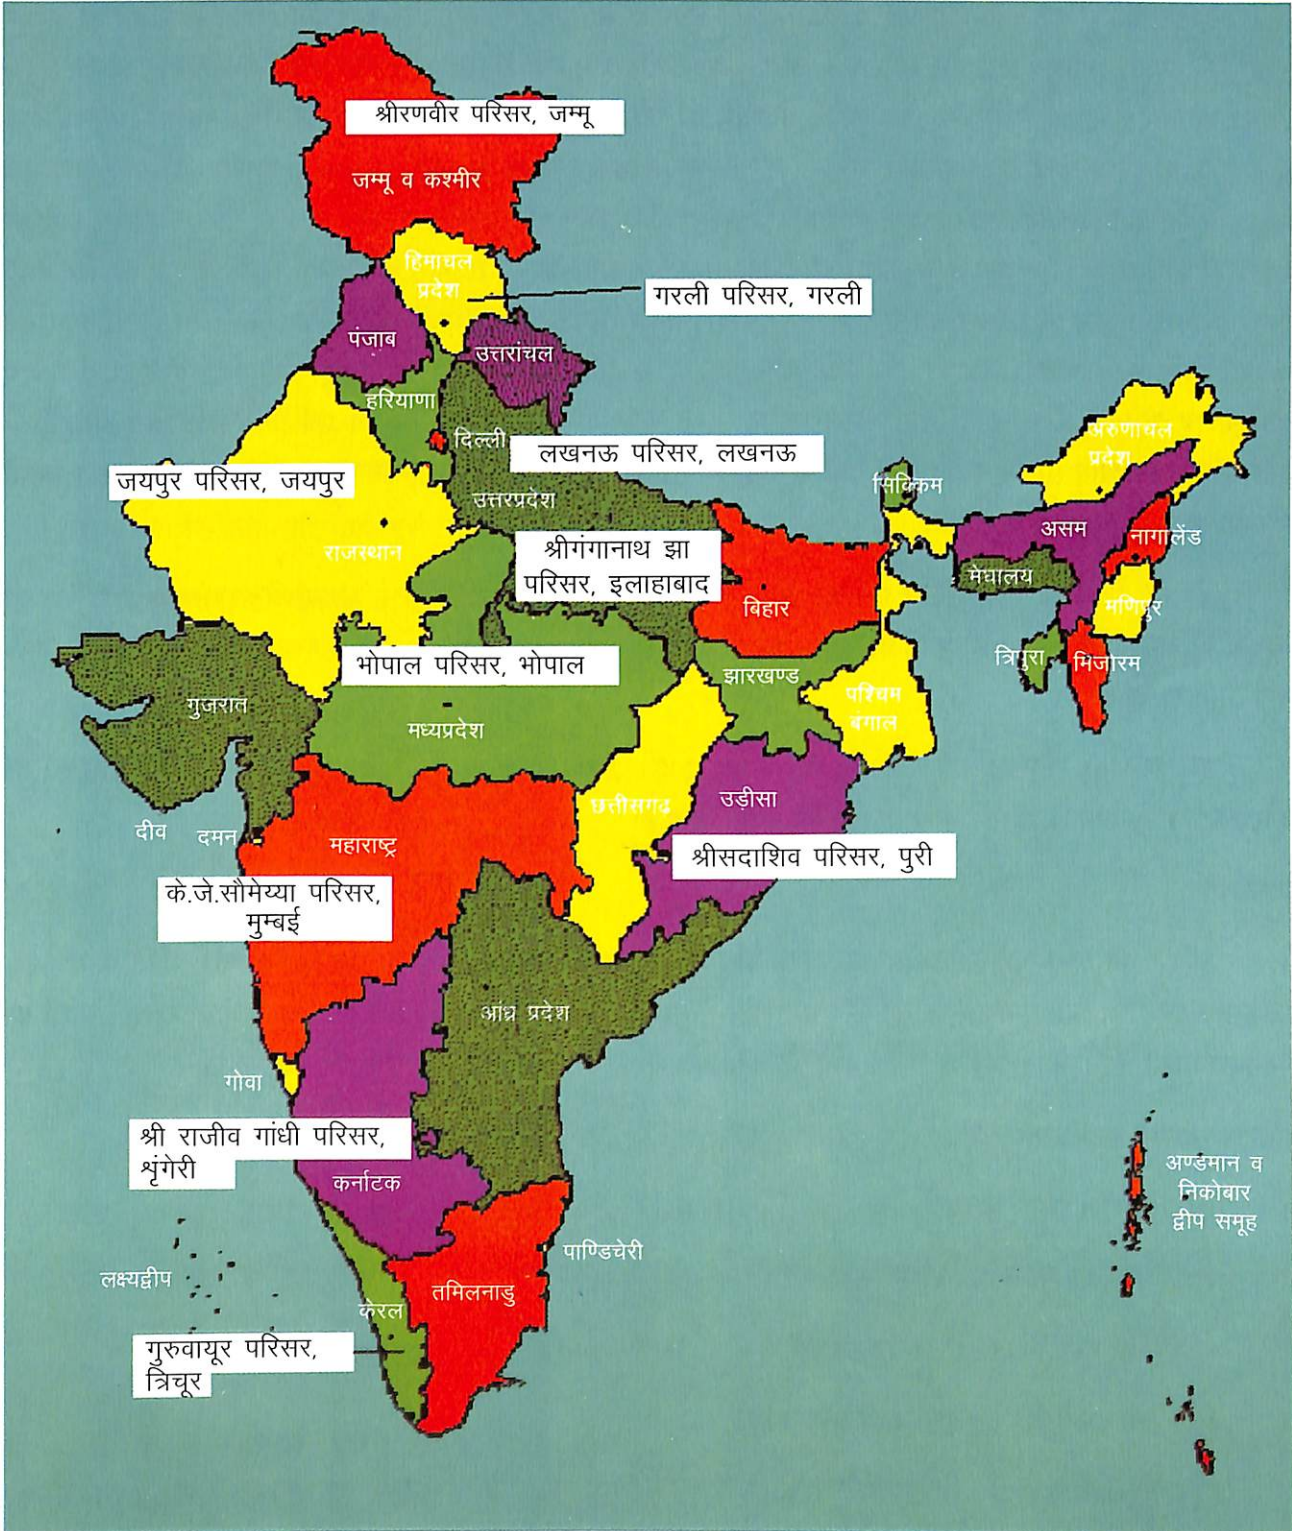 श्रीरणवीर परिसर, जम्मू
जम्मू व कश्मीर
हिमाचल
प्रदेश
गरली परिसर, गरली
पंजाब
उत्तरांचल
हरियाणा
दिल्ली
लखनऊ परिसर, लखनऊ
अरुणाचल
प्रदेश
जयपुर परिसर, जयपुर
उत्तरप्रदेश
सिक्किम
असम
नागालेंड
राजस्थान
श्रीगंगानाथ झा
परिसर, इलाहाबाद
मेघालय
बिहार
मणिपुर
भोपाल परिसर, भोपाल
झारखण्ड
त्रिपुरा
मिजोरम
गुजरात
पश्चिम
बंगाल
मध्यप्रदेश
छत्तीसगढ़
उड़ीसा
दीव
दमन
महाराष्ट्र
श्रीसदाशिव परिसर, पुरी
के.जे.सौमेय्या परिसर,
मुम्बई
आंध्र प्रदेश
गोवा
श्री राजीव गांधी परिसर,
शृंगेरी
कर्नाटक
अण्डमान व
निकोबार
द्वीप समूह
पाण्डिचेरी
लक्ष्यद्वीप
तमिलनाडु
केरल
गुरुवायूर परिसर,
त्रिचूर